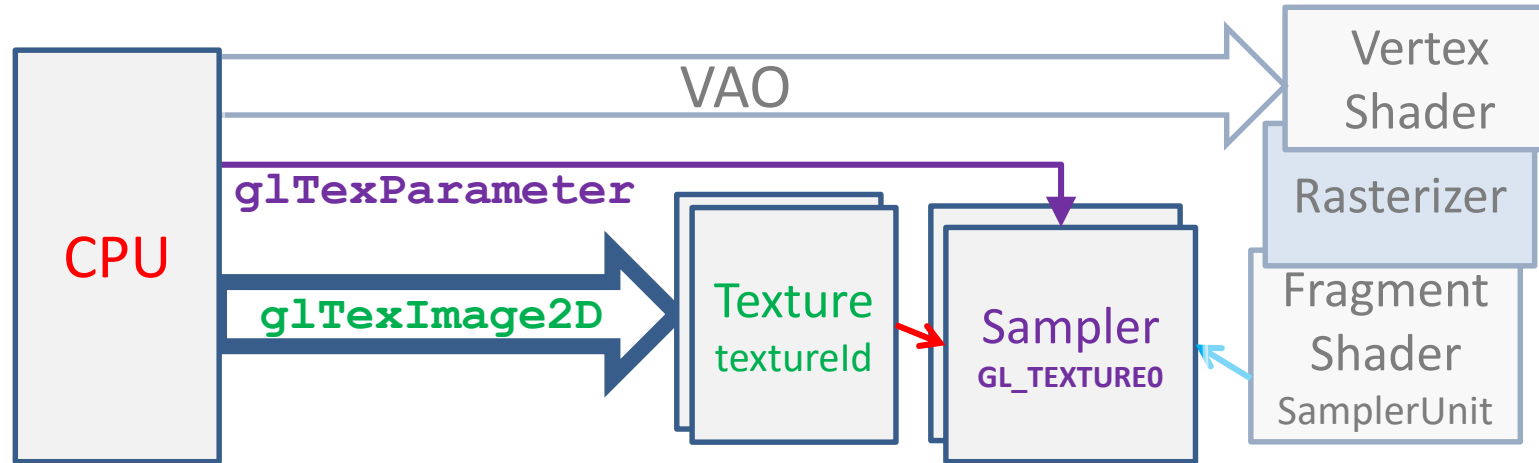 CPU
VAO
glTexParameter
glTexImage2D
Texture
textureId
Sampler
GL_TEXTURE0
Vertex
Shader
Rasterizer
Fragment
Shader
SamplerUnit